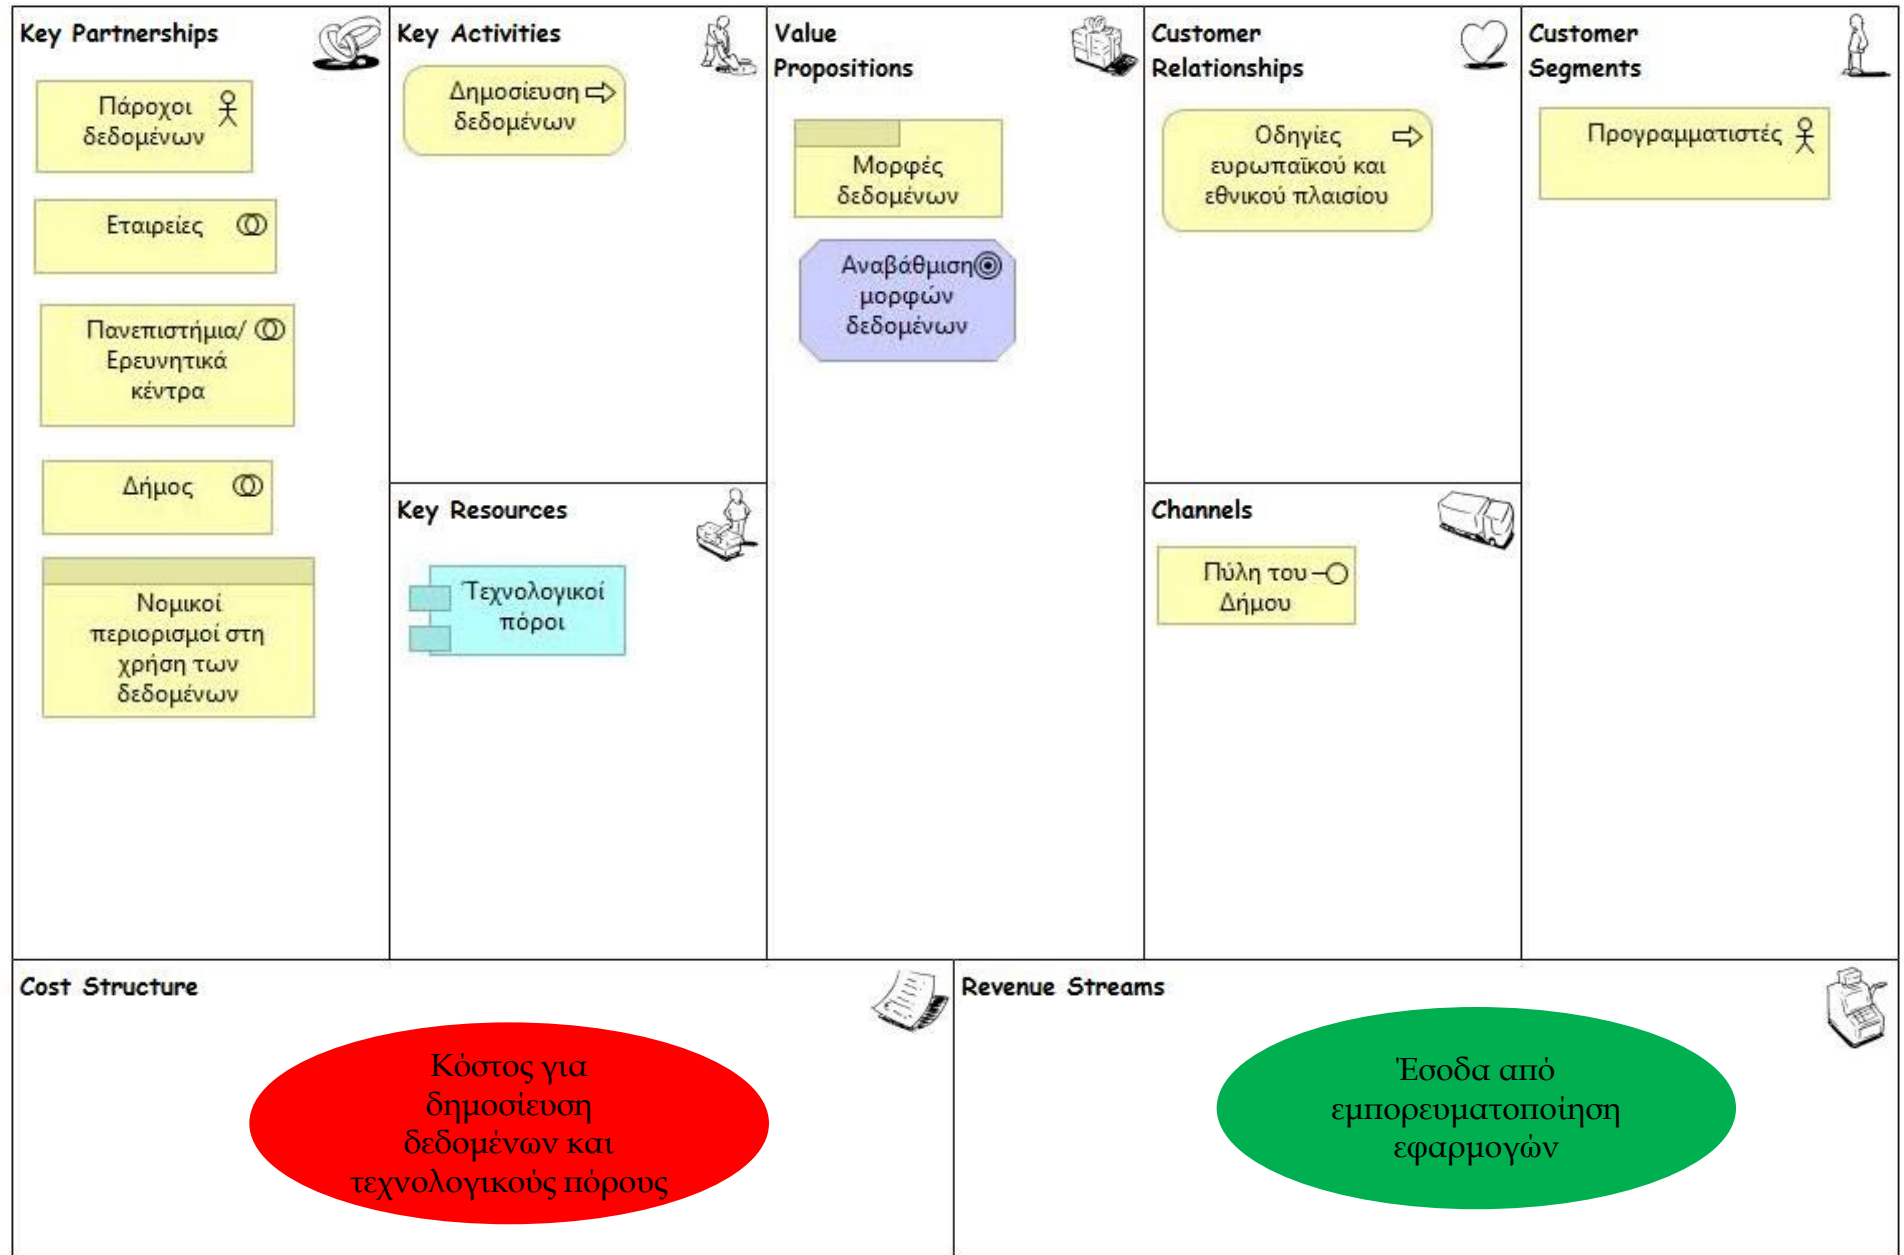 Key Partnerships
Πάροχοι
δεδομένων
Εταιρείες
Πανεπιστήμια/
Ερευνητικά
κέντρα
Δήμος
Νομικοί
περιορισμοί στη
χρήση των
δεδομένων
Key Activities
Δημοσίευση
δεδομένων
Key Resources
Τεχνολογικοί
πόροι
Value
Propositions
Μορφές
δεδομένων
Αναβάθμιση
μορφών
δεδομένων
Customer
Relationships
Οδηγίες
ευρωπαϊκού και
εθνικού πλαισίου
Channels
Πύλη του
Δήμου
Customer
Segments
Προγραμματιστές
Cost Structure
Κόστος για
δημοσίευση
δεδομένων και
τεχνολογικούς πόρους
Revenue Streams
Έσοδα από
εμπορευματοποίηση
εφαρμογών